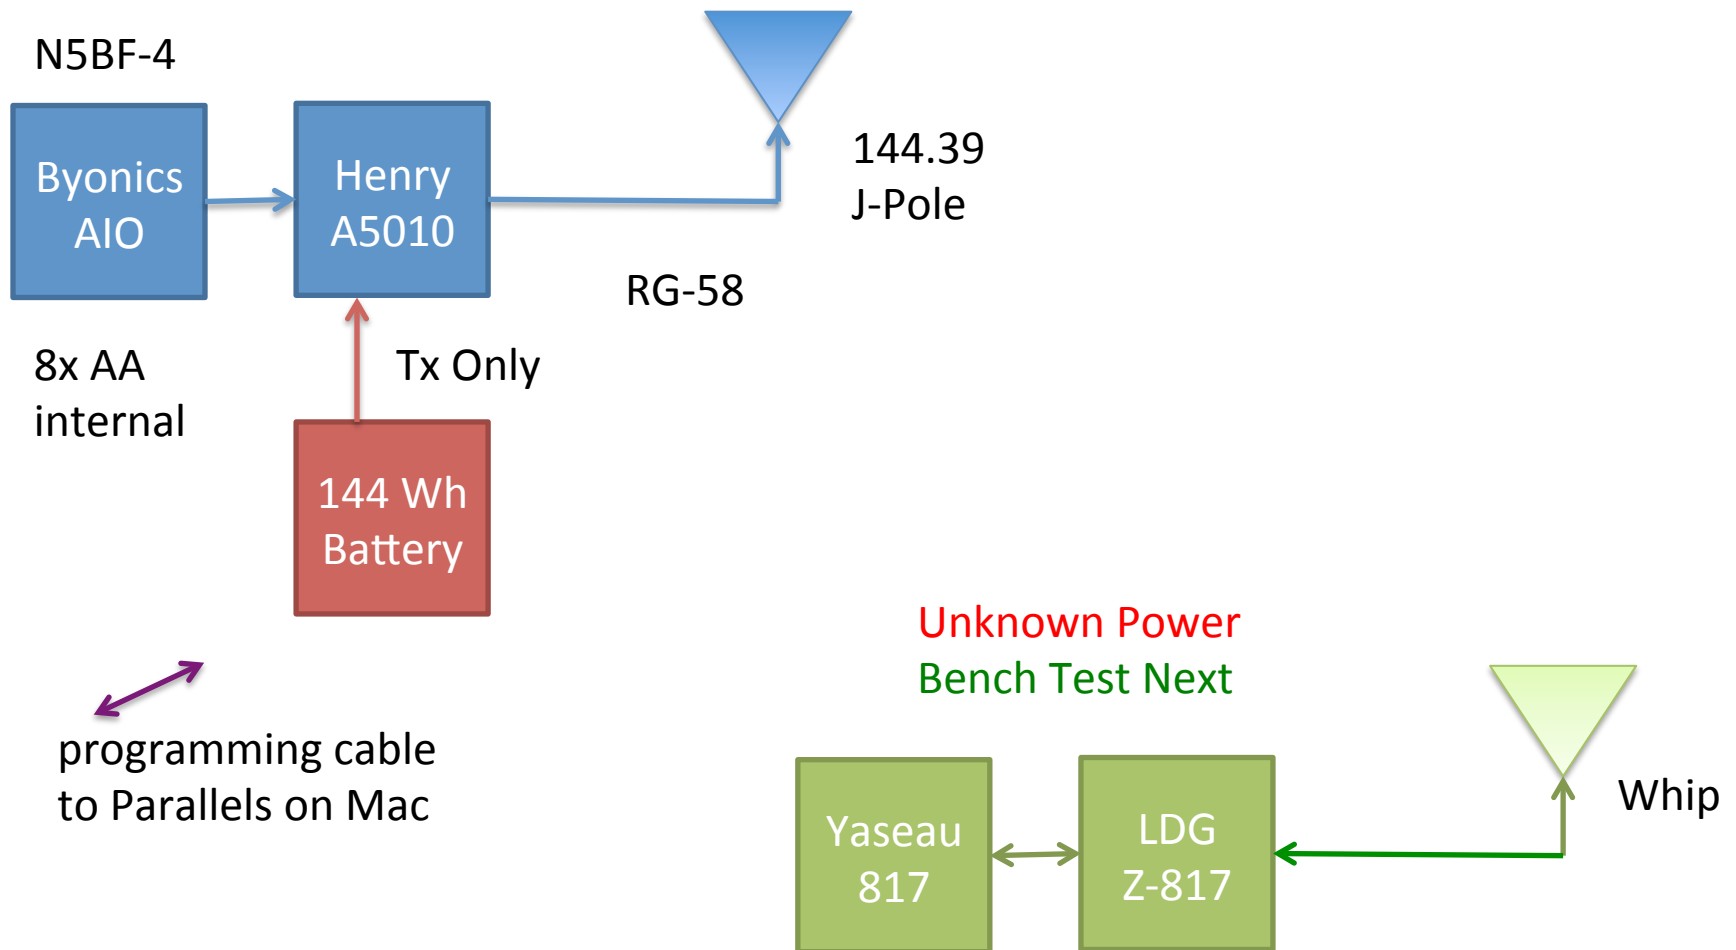 N5BF-4
Byonics
AIO
Henry
A5010
144.39
J-Pole
RG-58
8x AA
internal
Tx Only
144 Wh
Battery
Unknown Power
Bench Test Next
programming cable
to Parallels on Mac
Yaseau
817
LDG
Z-817
Whip